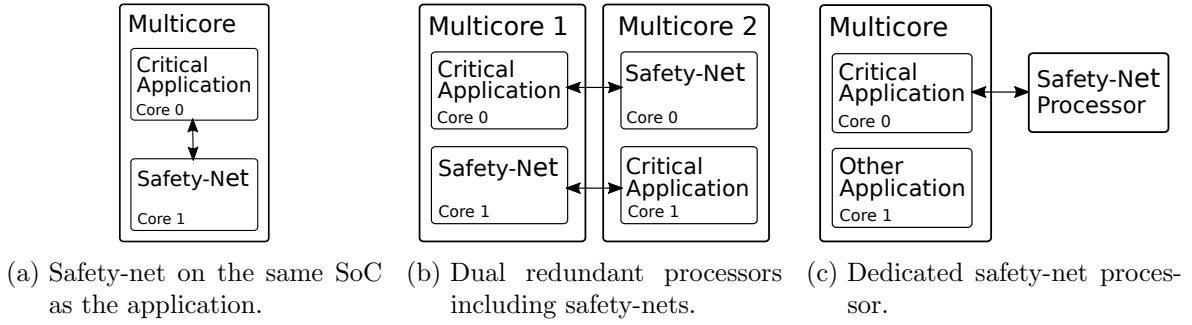 Multicore
Critical
Application
Core 0
Safety-Net
Core 1
Multicore 1
Critical
Application
Core 0
Safety-Net
Core 1
Multicore 2
Safety-Net
Core 0
Critical
Application
Core 1
Multicore
Critical
Application
Core 0
Other
Application
Core 1
Safety-Net
Processor
(a) Safety-net on the same SoC
as the application.
(b) Dual redundant processors
including safety-nets.
(c) Dedicated safety-net proces-
sor.